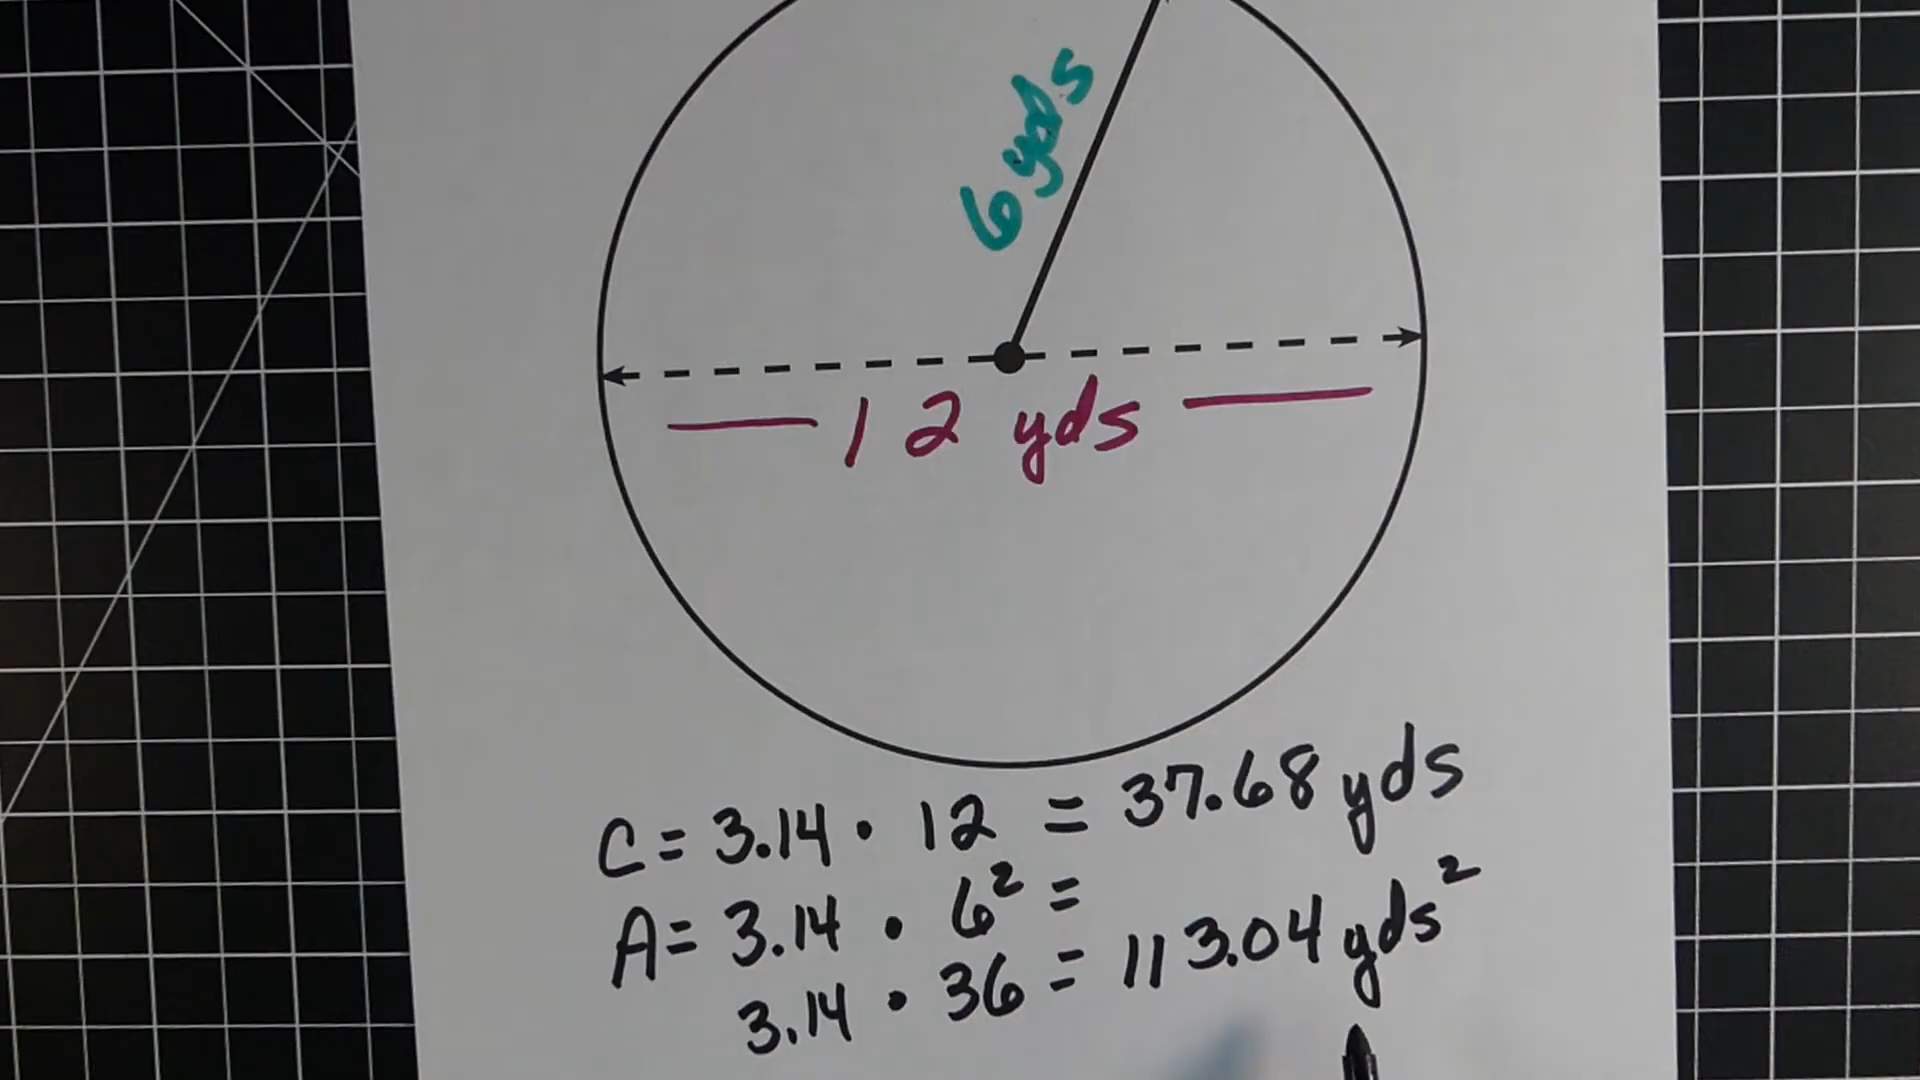 6 yds
12 yds
C = 3.14 · 12 = 37.68 yds
A = 3.14 · 6² =
3.14 · 36 = 113.04 yds²